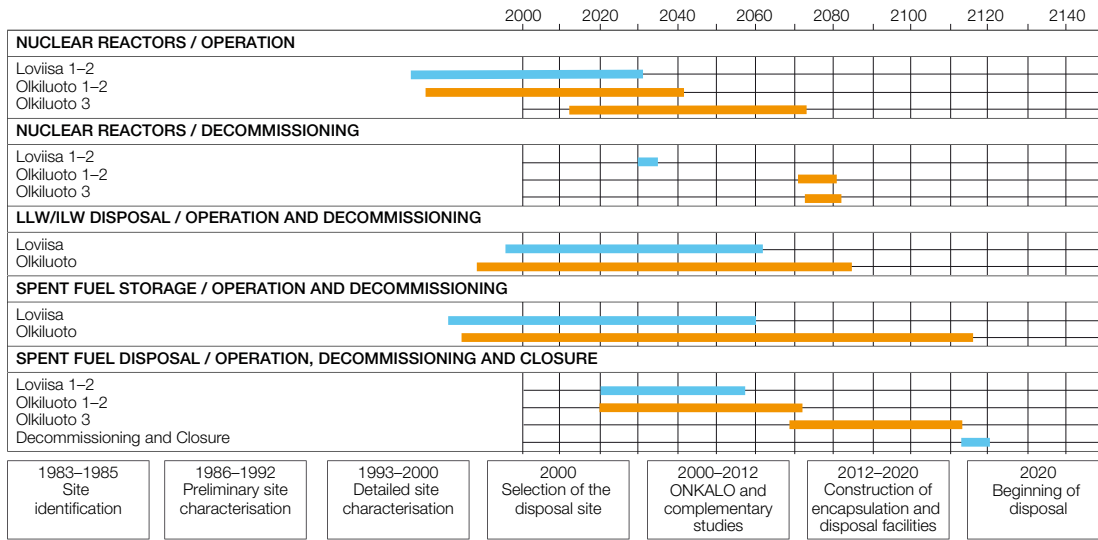 2000 2020 2040 2060 2080 2100 2120 2140
NUCLEAR REACTORS / OPERATION
Loviisa 1–2
Olkiluoto 1–2
Olkiluoto 3
NUCLEAR REACTORS / DECOMMISSIONING
Loviisa 1–2
Olkiluoto 1–2
Olkiluoto 3
LLW/ILW DISPOSAL / OPERATION AND DECOMMISSIONING
Loviisa
Olkiluoto
SPENT FUEL STORAGE / OPERATION AND DECOMMISSIONING
Loviisa
Olkiluoto
SPENT FUEL DISPOSAL / OPERATION, DECOMMISSIONING AND CLOSURE
Loviisa 1–2
Olkiluoto 1–2
Olkiluoto 3
Decommissioning and Closure
1983–1985
Site
identification
1986–1992
Preliminary site
characterisation
1993–2000
Detailed site
characterisation
2000
Selection of the
disposal site
2000–2012
ONKALO and
complementary
studies
2012–2020
Construction of
encapsulation and
disposal facilities
2020
Beginning of
disposal